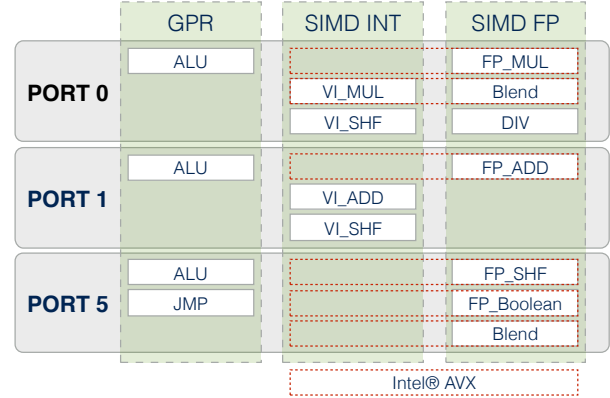 GPR SIMD INT SIMD FP
PORT 0
ALU FP_MUL
VI_MUL Blend
VI_SHF DIV
PORT 1
ALU FP_ADD
VI_ADD
VI_SHF
PORT 5
ALU FP_SHF
JMP FP_Boolean
Blend
Intel® AVX